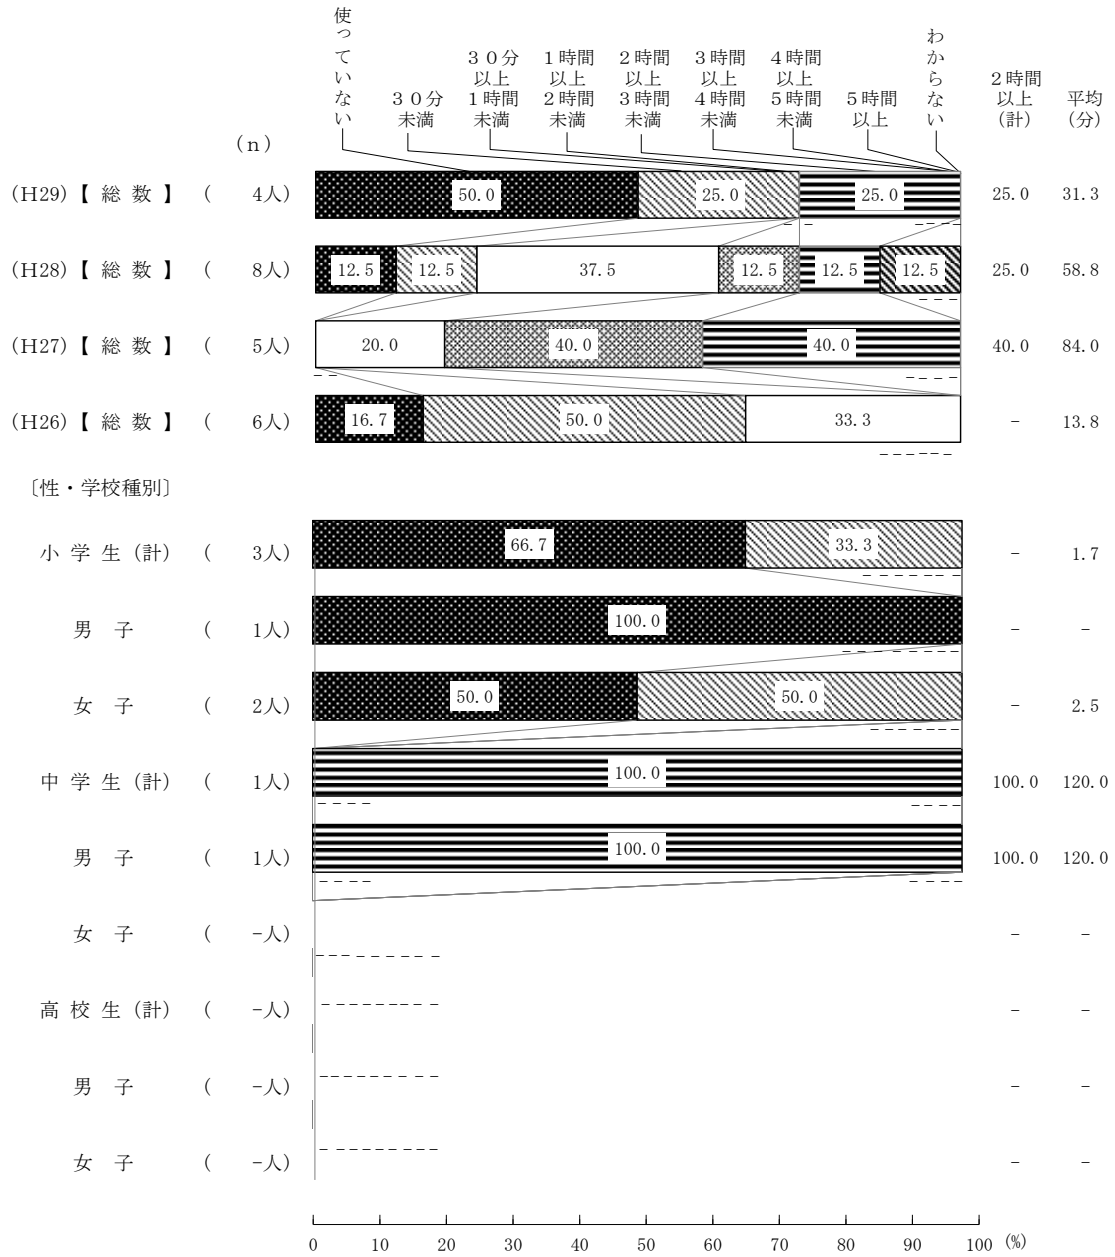 使っていない
３０分
未満
３０分
以上
１時間
未満
１時間
以上
２時間
未満
２時間
以上
３時間
未満
３時間
以上
４時間
未満
４時間
以上
５時間
未満
５時間
以上
わからない
２時間
以上
(計)
平均
(分)
(ｎ)
(H29)【 総 数 】 ( 4人) 50.0 25.0 25.0 25.0 31.3
(H28)【 総 数 】 ( 8人) 12.5 12.5 37.5 12.5 12.5 12.5 25.0 58.8
(H27)【 総 数 】 ( 5人) 20.0 40.0 40.0 40.0 84.0
(H26)【 総 数 】 ( 6人) 16.7 50.0 33.3 - 13.8
〔性・学校種別〕
小 学 生 (計) ( 3人) 66.7 33.3 - 1.7
男 子 ( 1人) 100.0 - -
女 子 ( 2人) 50.0 50.0 - 2.5
中 学 生 (計) ( 1人) 100.0 100.0 120.0
男 子 ( 1人) 100.0 100.0 120.0
女 子 ( -人) - -
高 校 生 (計) ( -人) - -
男 子 ( -人) - -
女 子 ( -人) - -
0 10 20 30 40 50 60 70 80 90 100 (%)